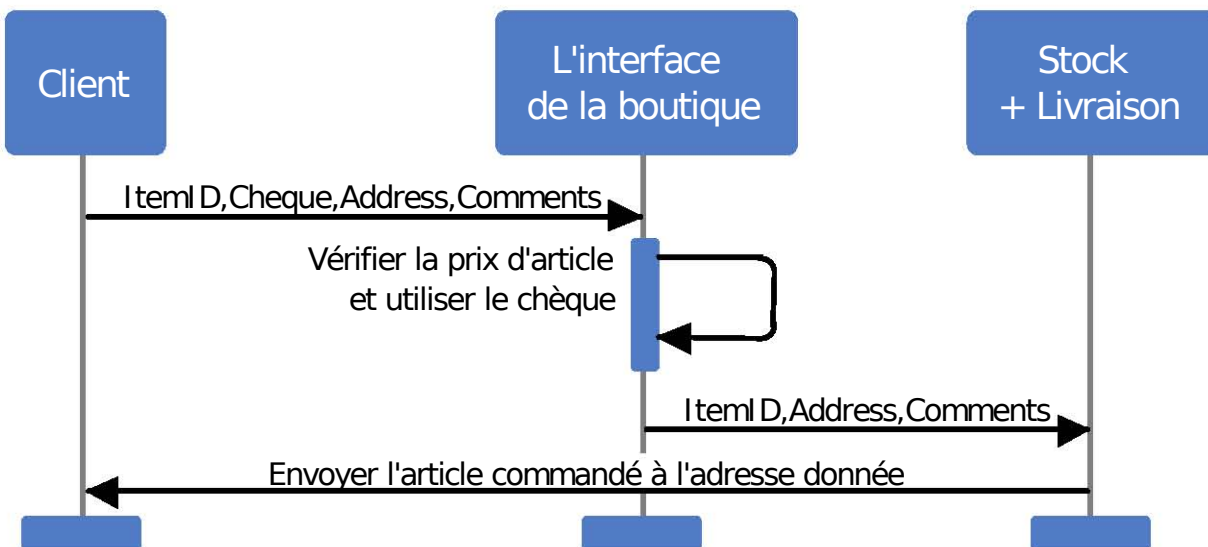 Client
L'interface
de la boutique
Stock
+ Livraison
ItemID,Cheque,Address,Comments
Vérifier la prix d'article
et utiliser le chèque
ItemID,Address,Comments
Envoyer l'article commandé à l'adresse donnée